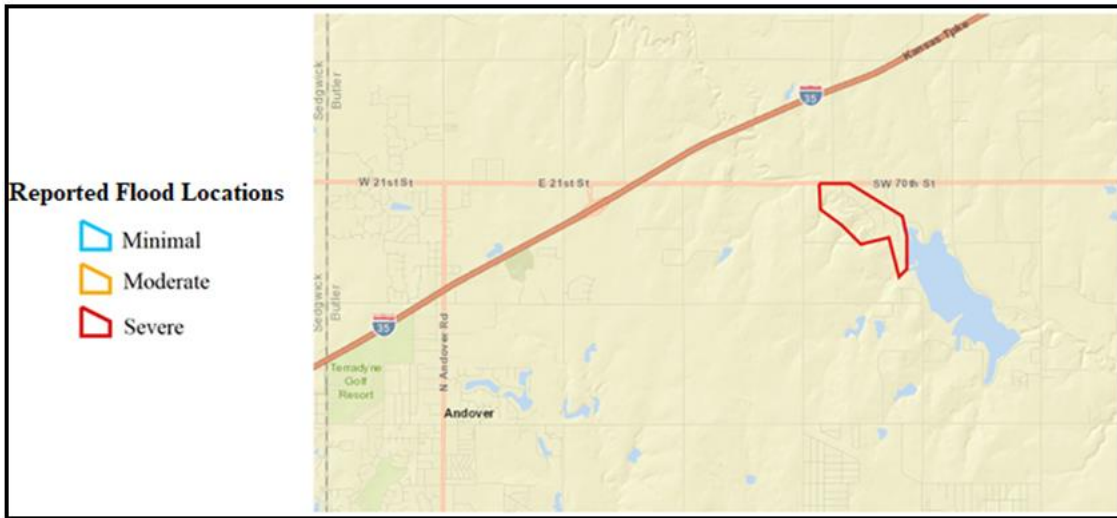 Reported Flood Locations
Minimal
Moderate
Severe
Sedgwick
Butler
Kansas Tpke
35
W 21st St
E 21st St
SW 70th St
Sedgwick
Butler
35
N Andover Rd
Terradyne
Golf
Resort
Andover